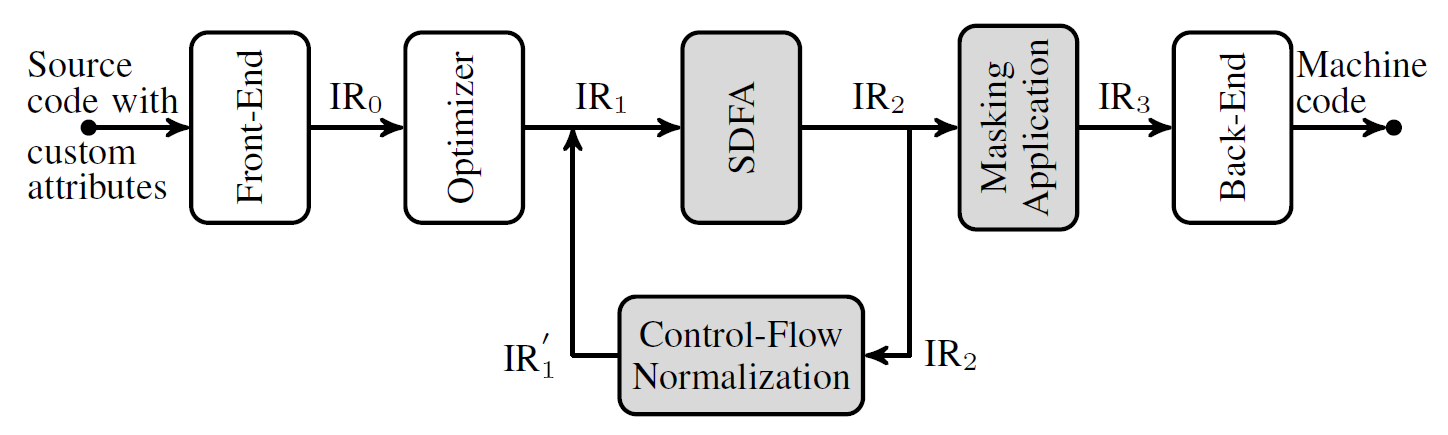 Source
code with
custom
attributes
Front-End
IR₀
Optimizer
IR₁
SDFA
IR₂
Masking
Application
IR₃
Back-End
Machine
code
IR₁′
Control-Flow
Normalization
IR₂